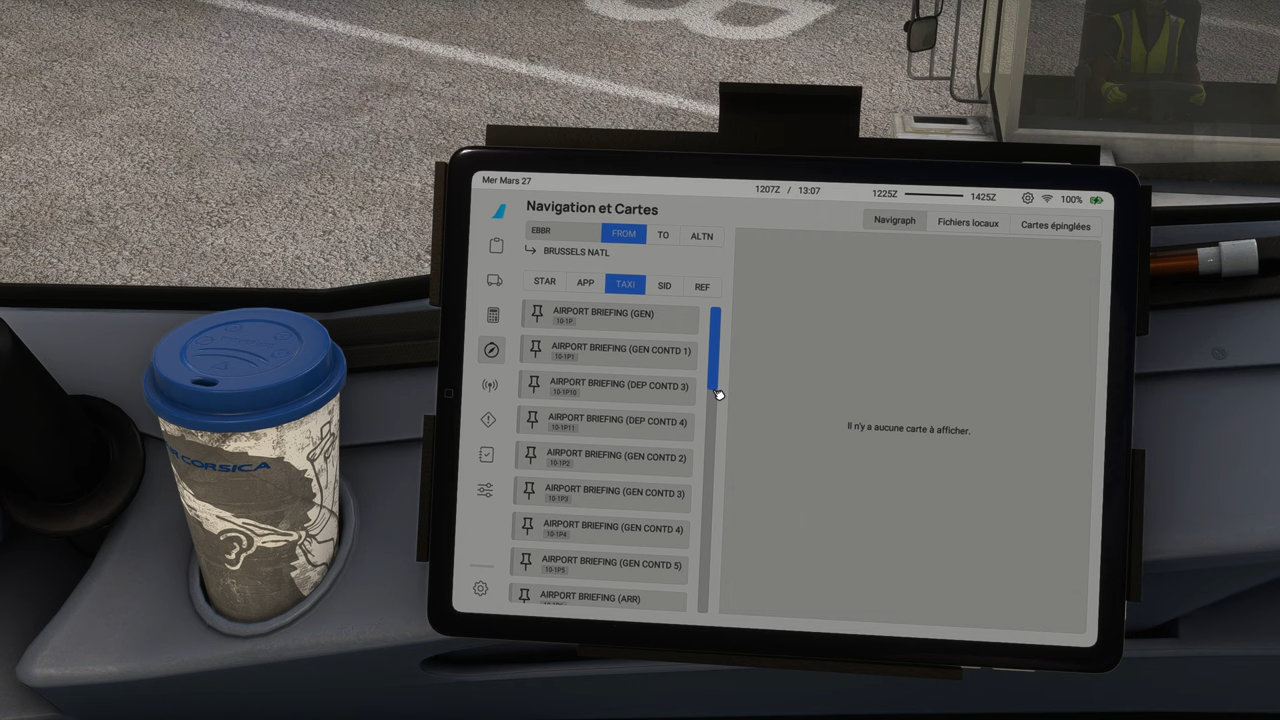 Mer Mars 27
1207Z / 13:07
1225Z
1425Z
100%
Navigation et Cartes
Navigraph
Fichiers locaux
Cartes épinglées
EBBR
FROM
TO
ALTN
BRUSSELS NATL
STAR
APP
TAXI
SID
REF
AIRPORT BRIEFING (GEN)
10-1P
AIRPORT BRIEFING (GEN CONTD 1)
10-1P1
AIRPORT BRIEFING (DEP CONTD 3)
10-1P10
AIRPORT BRIEFING (DEP CONTD 4)
10-1P11
AIRPORT BRIEFING (GEN CONTD 2)
10-1P2
AIRPORT BRIEFING (GEN CONTD 3)
10-1P3
AIRPORT BRIEFING (GEN CONTD 4)
10-1P4
AIRPORT BRIEFING (GEN CONTD 5)
10-1P5
AIRPORT BRIEFING (ARR)
Il n'y a aucune carte à afficher.
CORSICA